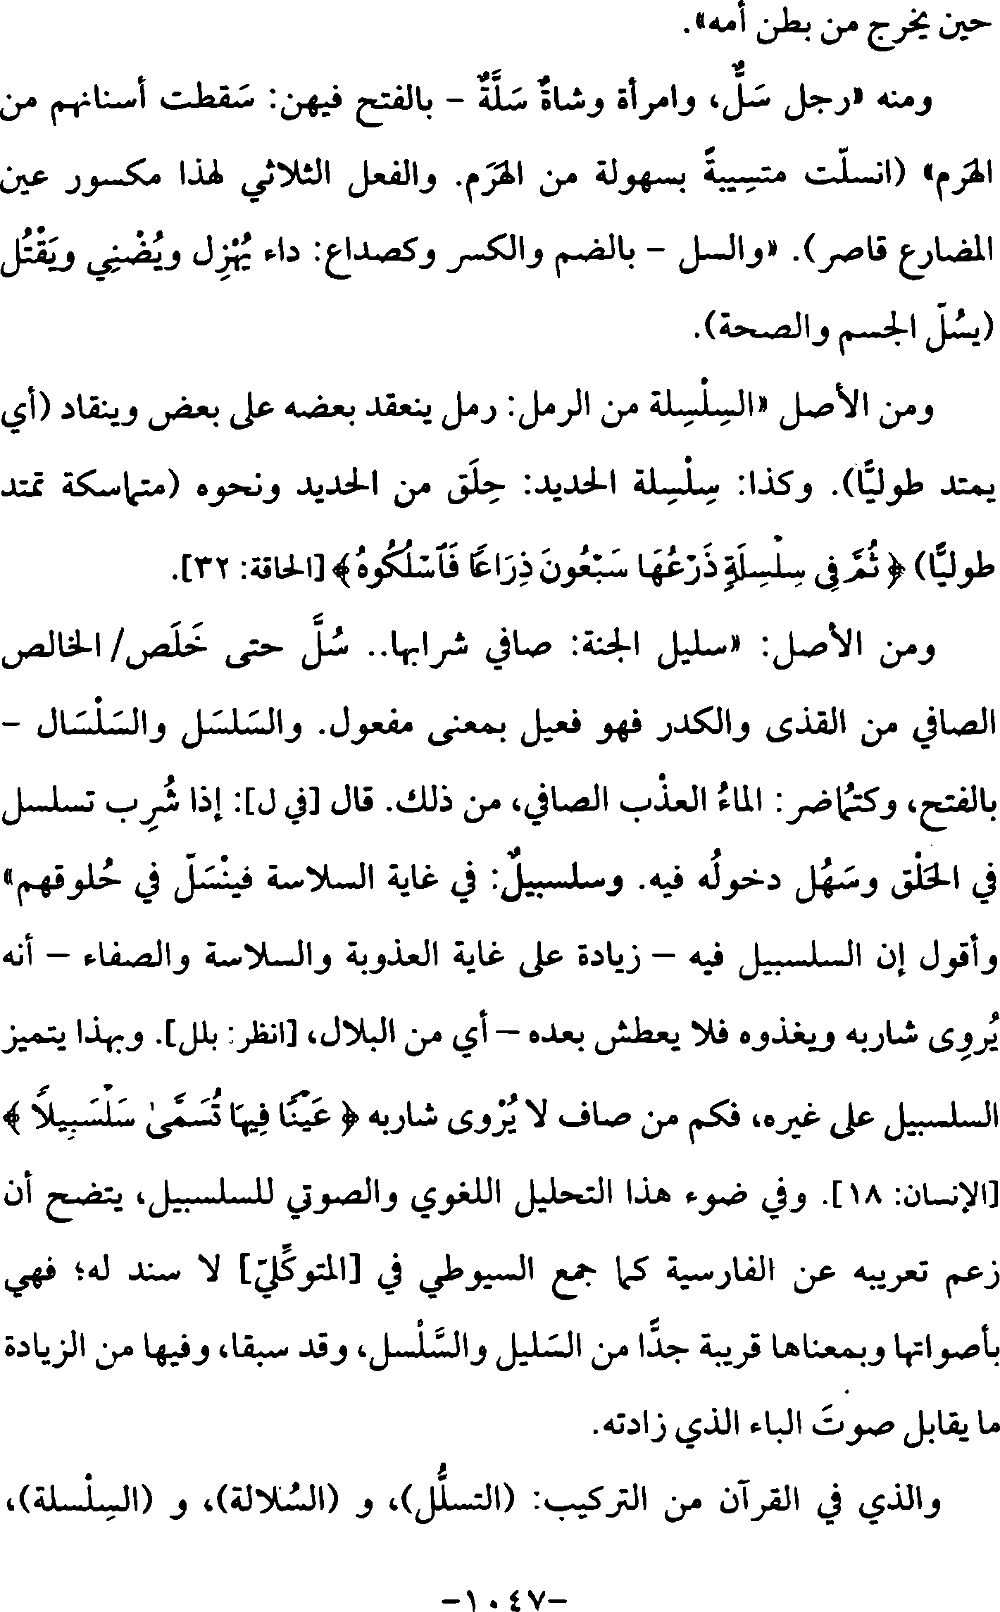 حين يخرج من بطن أمه».
ومنه «رجل سَلٌّ، وامرأة وشاةٌ سَلَّةٌ – بالفتح فيهن: سَقطت أسنانهم من
الهَرَم» (انسلّت متسِيبةً بسهولة من الهَرَم. والفعل الثلاثي لهذا مكسور عين
المضارع قاصر). «والسل – بالضم والكسر وكصداع: داء يُهْزِل ويُضْنِي ويَقْتُل
(يسُلّ الجسم والصحة).
ومن الأصل «السِلْسِلة من الرمل: رمل ينعقد بعضه على بعض وينقاد (أي
يمتد طوليًّا). وكذا: سِلْسِلة الحديد: حِلَق من الحديد ونحوه (متماسكة تمتد
طوليًّا) ﴿ ثُمَّ فِي سِلْسِلَةٍ ذَرْعُهَا سَبْعُونَ ذِرَاعًا فَٱسْلُكُوهُ ﴾ [الحاقة: ٣٢].
ومن الأصل: «سليل الجنة: صافي شرابها.. سُلَّ حتى خَلَص/ الخالص
الصافي من القذى والكدر فهو فعيل بمعنى مفعول. والسَلسَل والسَلْسَال –
بالفتح، وكتُماضر: الماءُ العذْب الصافي، من ذلك. قال [في ل]: إذا شُرِب تسلسل
في الحَلْق وسَهُل دخولُه فيه. وسلسبيلٌ: في غاية السلاسة فينْسَلّ في حُلوقهم»
وأقول إن السلسبيل فيه – زيادة على غاية العذوبة والسلاسة والصفاء – أنه
يُروِى شاربه ويغذوه فلا يعطش بعده – أي من البلال، [انظر: بلل]. وبهذا يتميز
السلسبيل على غيره، فكم من صاف لا يُرْوى شاربه ﴿ عَيْنًا فِيهَا تُسَمَّىٰ سَلْسَبِيلًا ﴾
[الإنسان: ١٨]. وفي ضوء هذا التحليل اللغوي والصوتي للسلسبيل، يتضح أن
زعم تعريبه عن الفارسية كما جمع السيوطي في [المتوكِّليّ] لا سند له؛ فهي
بأصواتها وبمعناها قريبة جدًّا من السَليل والسَّلْسل، وقد سبقا، وفيها من الزيادة
ما يقابل صوتَ الباء الذي زادته.
والذي في القرآن من التركيب: (التسلُّل)، و (السُلالة)، و (السِلْسلة)،
-١٠٤٧-